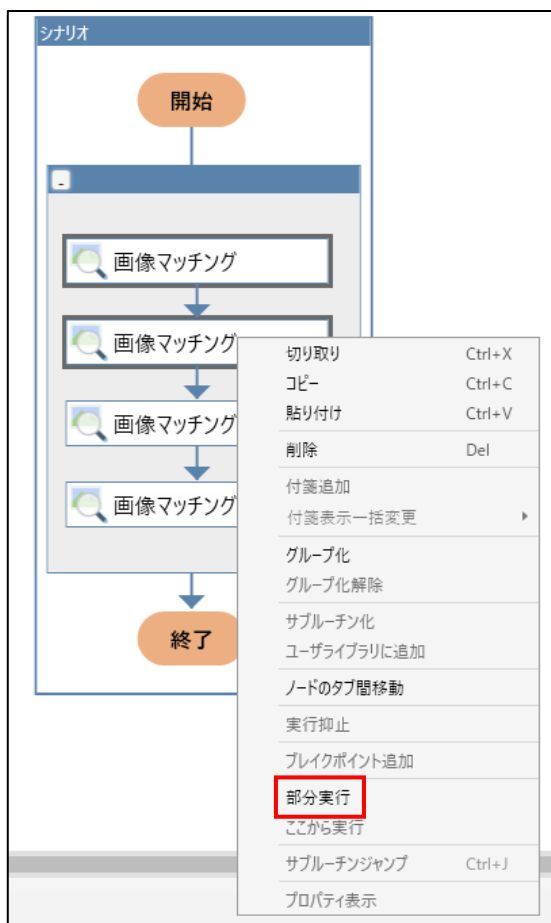 シナリオ
開始
-
画像マッチング
画像マッチング
画像マッチング
画像マッチング
終了
切り取り Ctrl+X
コピー Ctrl+C
貼り付け Ctrl+V
削除 Del
付箋追加
付箋表示一括変更
グループ化
グループ化解除
サブルーチン化
ユーザライブラリに追加
ノードのタブ間移動
実行抑止
ブレイクポイント追加
部分実行
ここから実行
サブルーチンジャンプ Ctrl+J
プロパティ表示